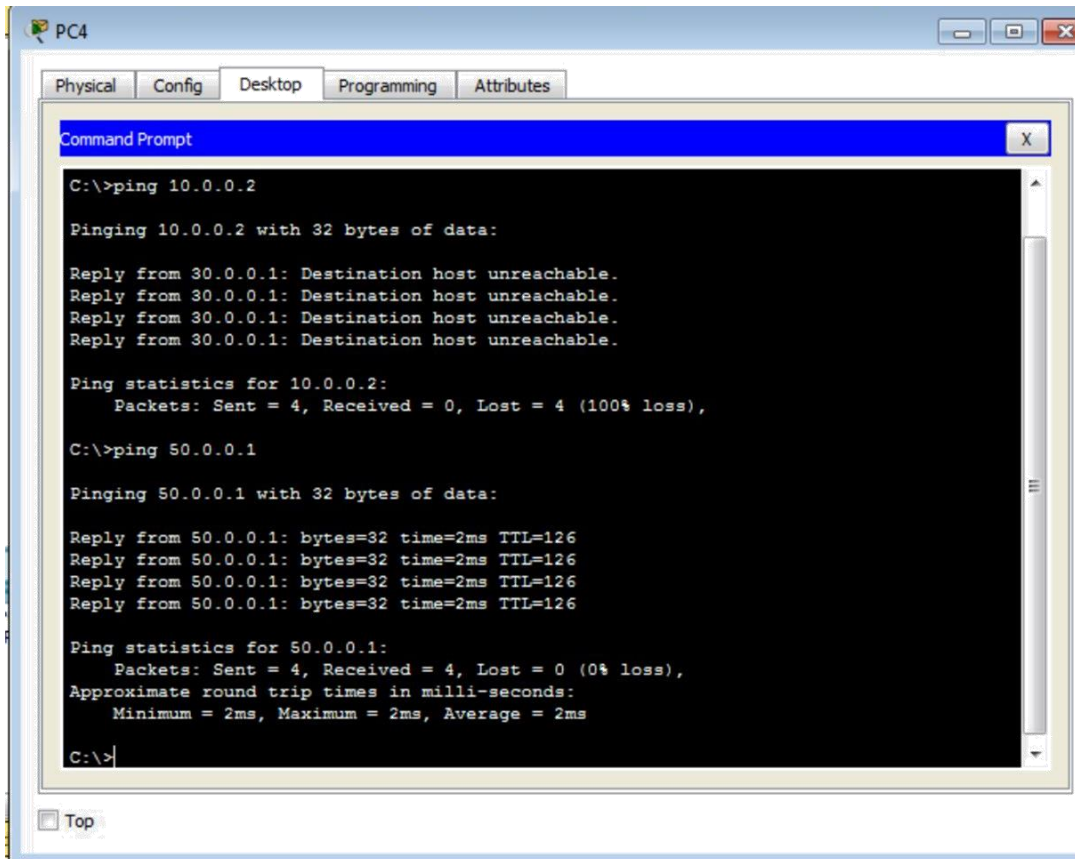 PC4
Physical Config Desktop Programming Attributes
Command Prompt X
C:\>ping 10.0.0.2
Pinging 10.0.0.2 with 32 bytes of data:
Reply from 30.0.0.1: Destination host unreachable.
Reply from 30.0.0.1: Destination host unreachable.
Reply from 30.0.0.1: Destination host unreachable.
Reply from 30.0.0.1: Destination host unreachable.
Ping statistics for 10.0.0.2:
Packets: Sent = 4, Received = 0, Lost = 4 (100% loss),
C:\>ping 50.0.0.1
Pinging 50.0.0.1 with 32 bytes of data:
Reply from 50.0.0.1: bytes=32 time=2ms TTL=126
Reply from 50.0.0.1: bytes=32 time=2ms TTL=126
Reply from 50.0.0.1: bytes=32 time=2ms TTL=126
Reply from 50.0.0.1: bytes=32 time=2ms TTL=126
Ping statistics for 50.0.0.1:
Packets: Sent = 4, Received = 4, Lost = 0 (0% loss),
Approximate round trip times in milli-seconds:
Minimum = 2ms, Maximum = 2ms, Average = 2ms
C:\>
Top